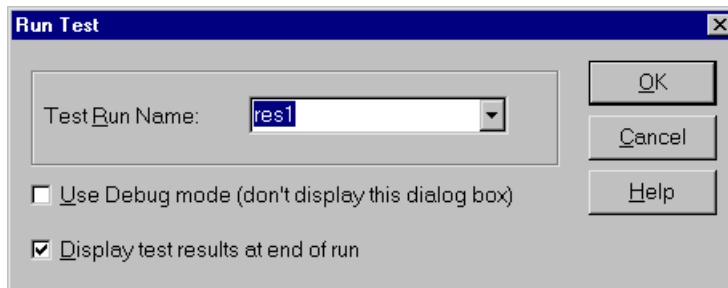 Run Test
Test Run Name:
res1
OK
Cancel
Help
Use Debug mode (don't display this dialog box)
Display test results at end of run